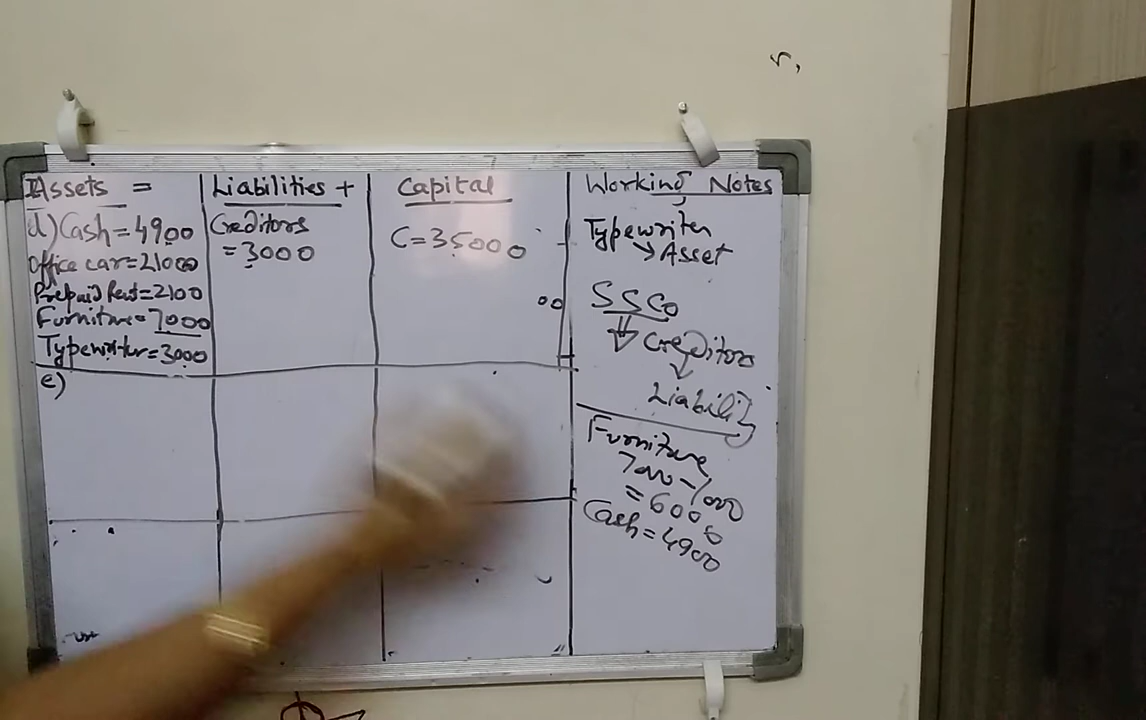 Assets =
Liabilities +
Capital
Working Notes
d) Cash = 4900
Office car = 21000
Prepaid Rent = 2100
Furniture = 7000
Typewriter = 3000
Creditors
= 3000
C = 35000
Typewriter
→ Asset
SSCo
Creditors
Liability
Furniture
7000 - 1000
= 6000
Cash = 4900
e)